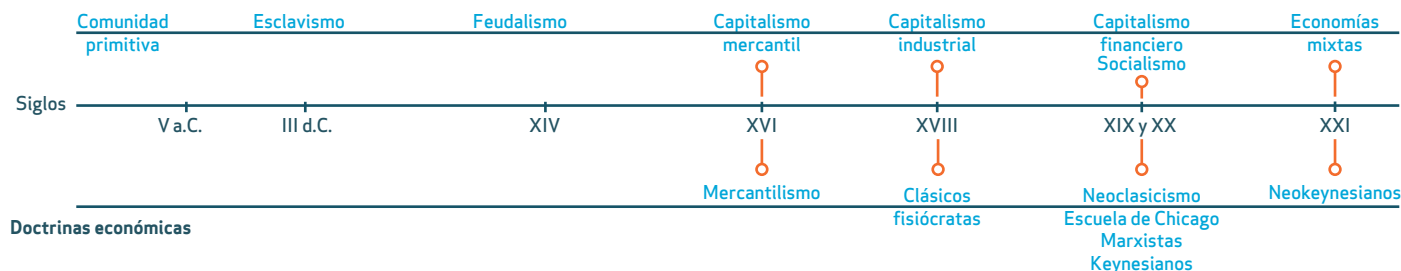 Comunidad Esclavismo Feudalismo Capitalismo Capitalismo Capitalismo Economías
primitiva mercantil industrial financiero mixtas
Socialismo
Siglos
V a.C. III d.C. XIV XVI XVIII XIX y XX XXI
Mercantilismo Clásicos Neoclasicismo Neokeynesianos
fisiócratas Escuela de Chicago
Doctrinas económicas
Marxistas
Keynesianos